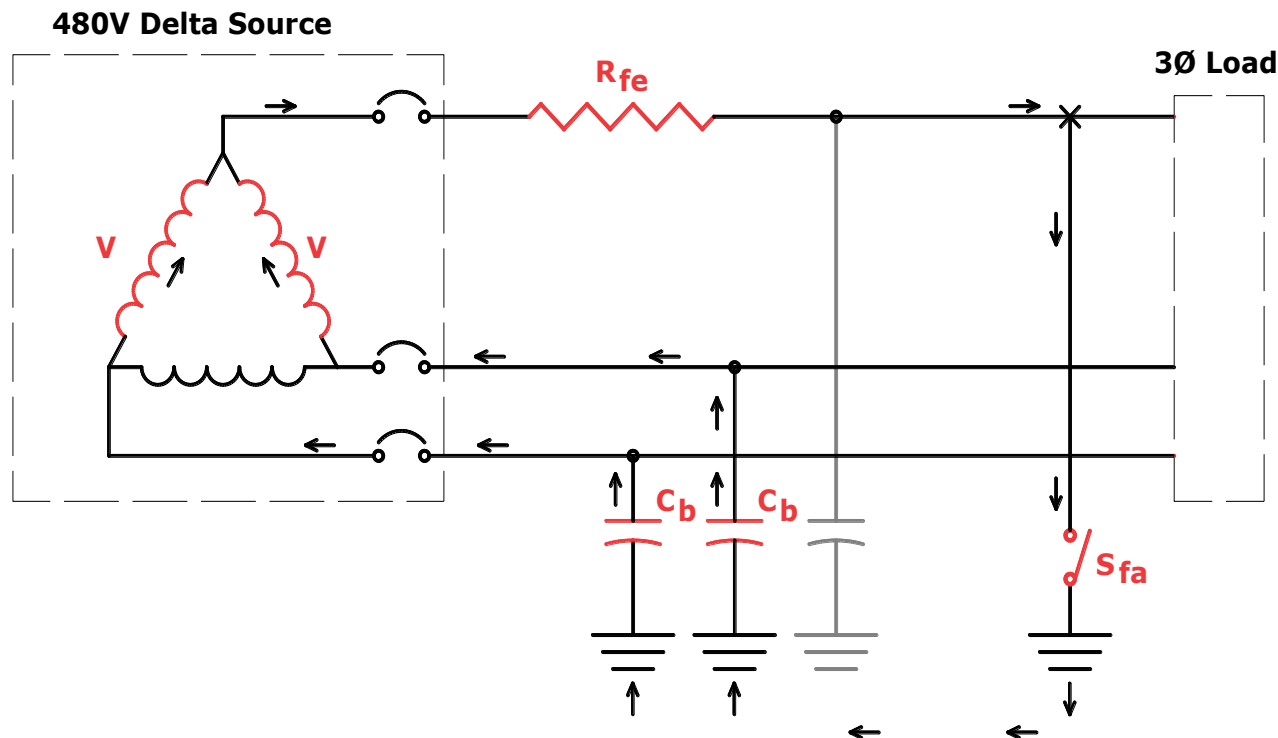 480V Delta Source
3Ø Load
Rfe
V
V
Cb
Cb
Sfa